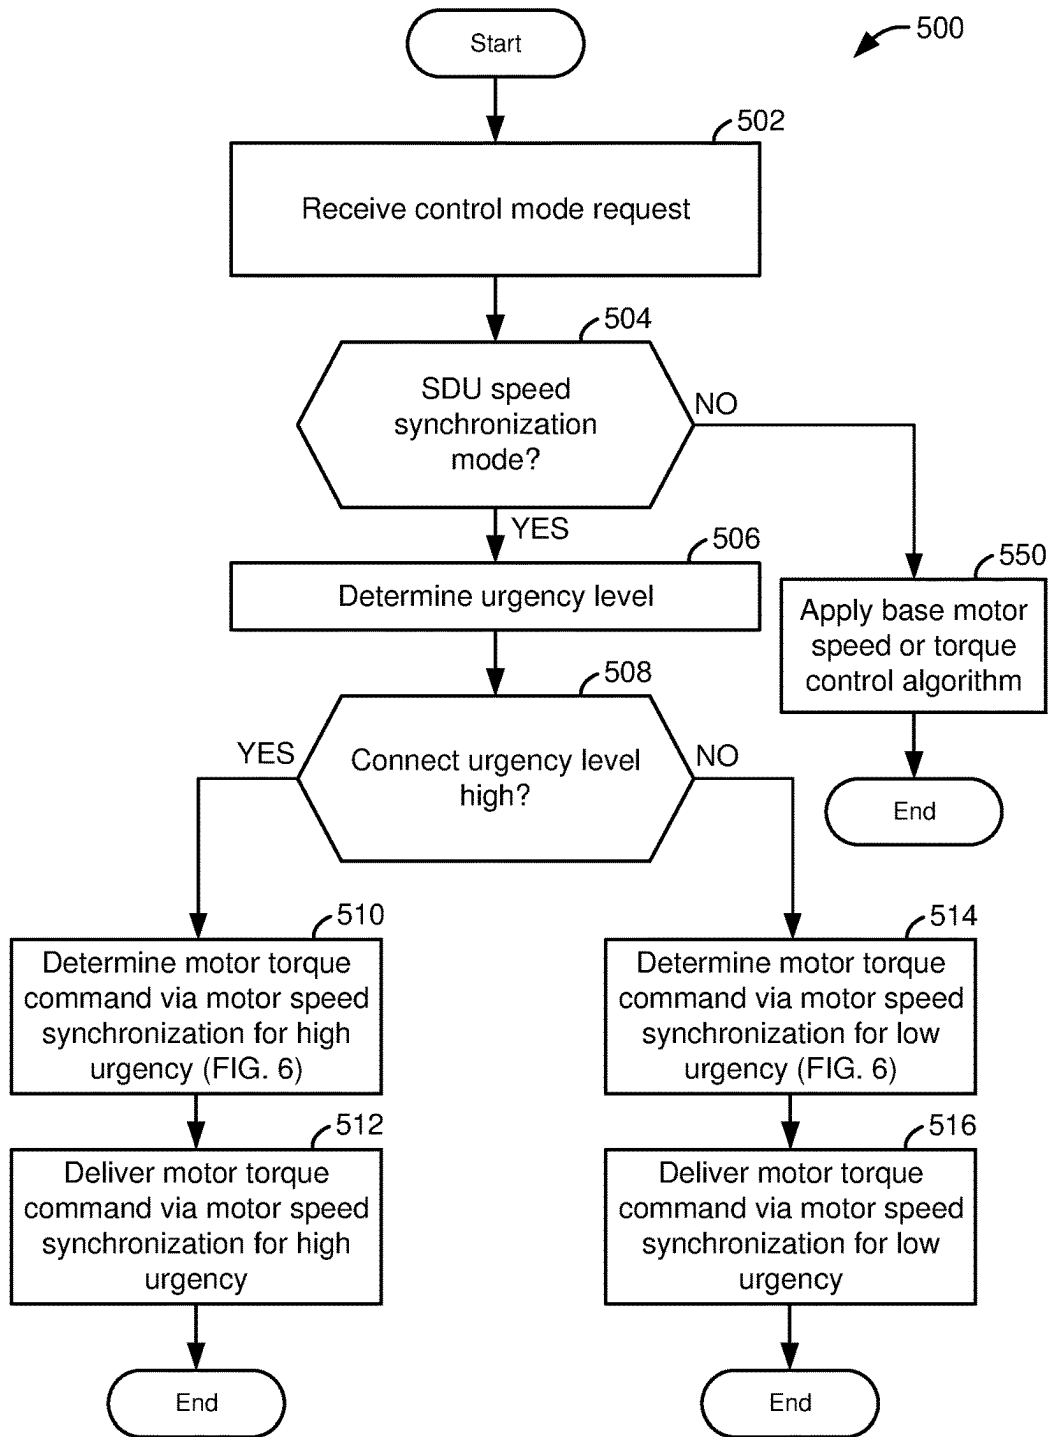 Start
500
502
Receive control mode request
504
SDU speed
synchronization
mode?
NO
YES
506
Determine urgency level
550
Apply base motor
speed or torque
control algorithm
End
508
Connect urgency level
high?
YES
NO
510
Determine motor torque
command via motor speed
synchronization for high
urgency (FIG. 6)
514
Determine motor torque
command via motor speed
synchronization for low
urgency (FIG. 6)
512
Deliver motor torque
command via motor speed
synchronization for high
urgency
516
Deliver motor torque
command via motor speed
synchronization for low
urgency
End
End